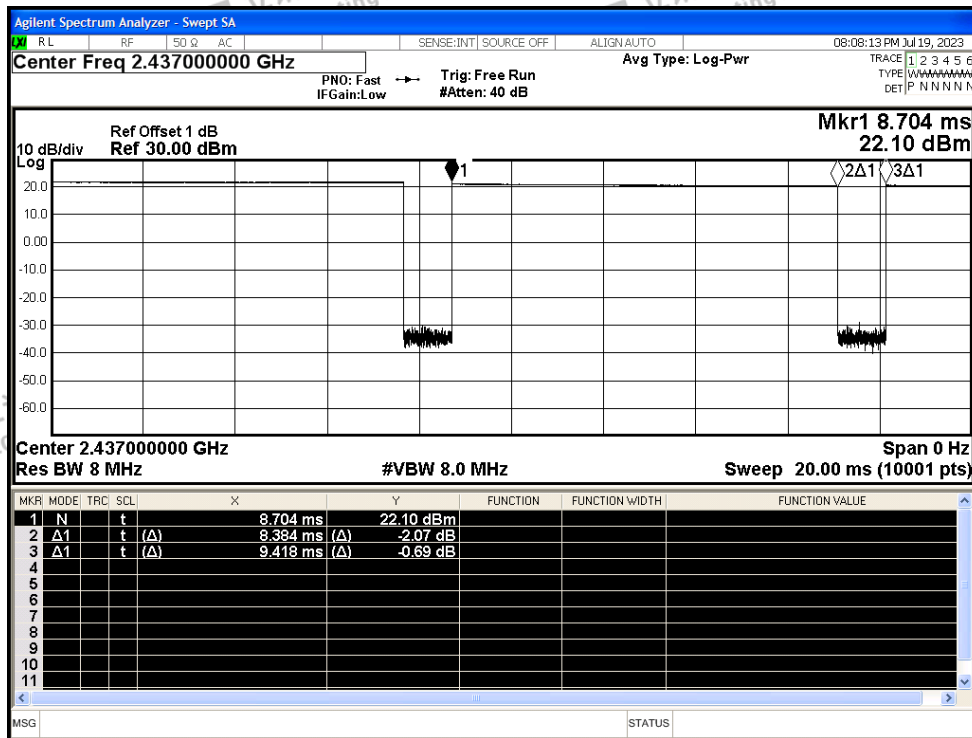 Agilent Spectrum Analyzer - Swept SA
LXI RL RF 50 Ω AC SENSE:INT SOURCE OFF ALIGN AUTO 08:08:13 PM Jul 19, 2023
Center Freq 2.437000000 GHz Avg Type: Log-Pwr TRACE 1 2 3 4 5 6
PNO: Fast Trig: Free Run TYPE
IFGain:Low #Atten: 40 dB DET P N N N N N
Mkr1 8.704 ms
Ref Offset 1 dB
10 dB/div Ref 30.00 dBm 22.10 dBm
Log
1 2Δ1 3Δ1
20.0
10.0
0.00
-10.0
-20.0
-30.0
-40.0
-50.0
-60.0
Center 2.437000000 GHz Span 0 Hz
Res BW 8 MHz #VBW 8.0 MHz Sweep 20.00 ms (10001 pts)
MKR MODE TRC SCL X Y FUNCTION FUNCTION WIDTH FUNCTION VALUE
1 N t 8.704 ms 22.10 dBm
2 Δ1 t (Δ) 8.384 ms (Δ) -2.07 dB
3 Δ1 t (Δ) 9.418 ms (Δ) -0.69 dB
4
5
6
7
8
9
10
11
MSG STATUS